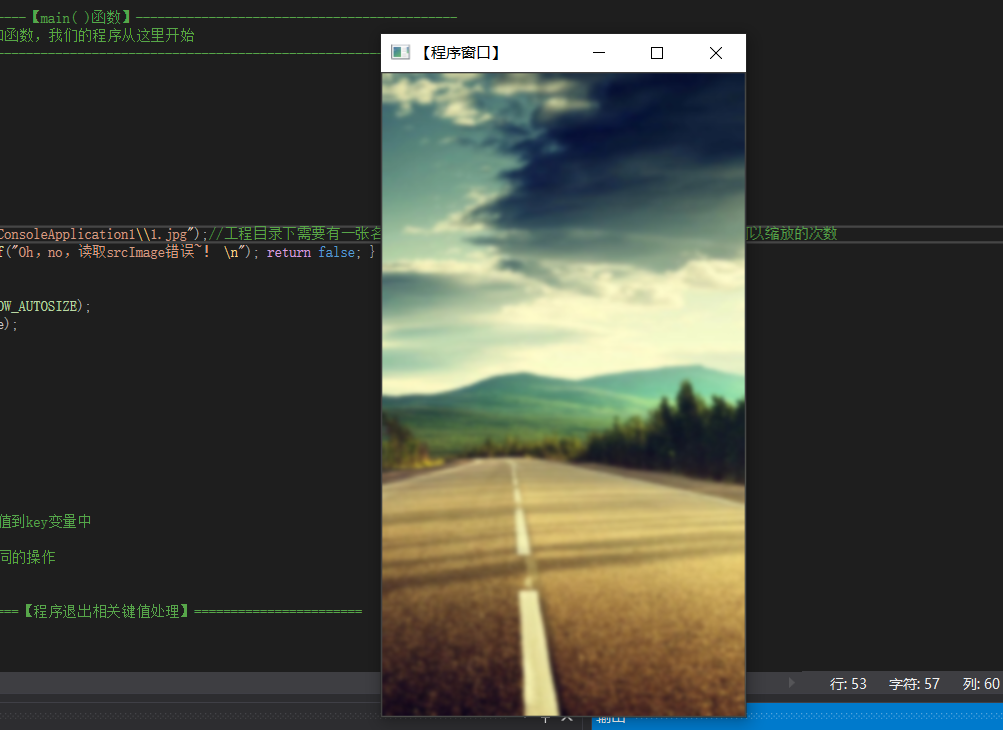 ----【main( )函数】--------------------------------------------
和函数，我们的程序从这里开始
【程序窗口】
ConsoleApplication1\\1.jpg");//工程目录下需要有一张名
以缩放的次数
f("Oh，no，读取srcImage错误~！ \n"); return false; }
OW_AUTOSIZE);
e);
值到key变量中
同的操作
===【程序退出相关键值处理】=======================
行: 53 字符: 57 列: 60
输出